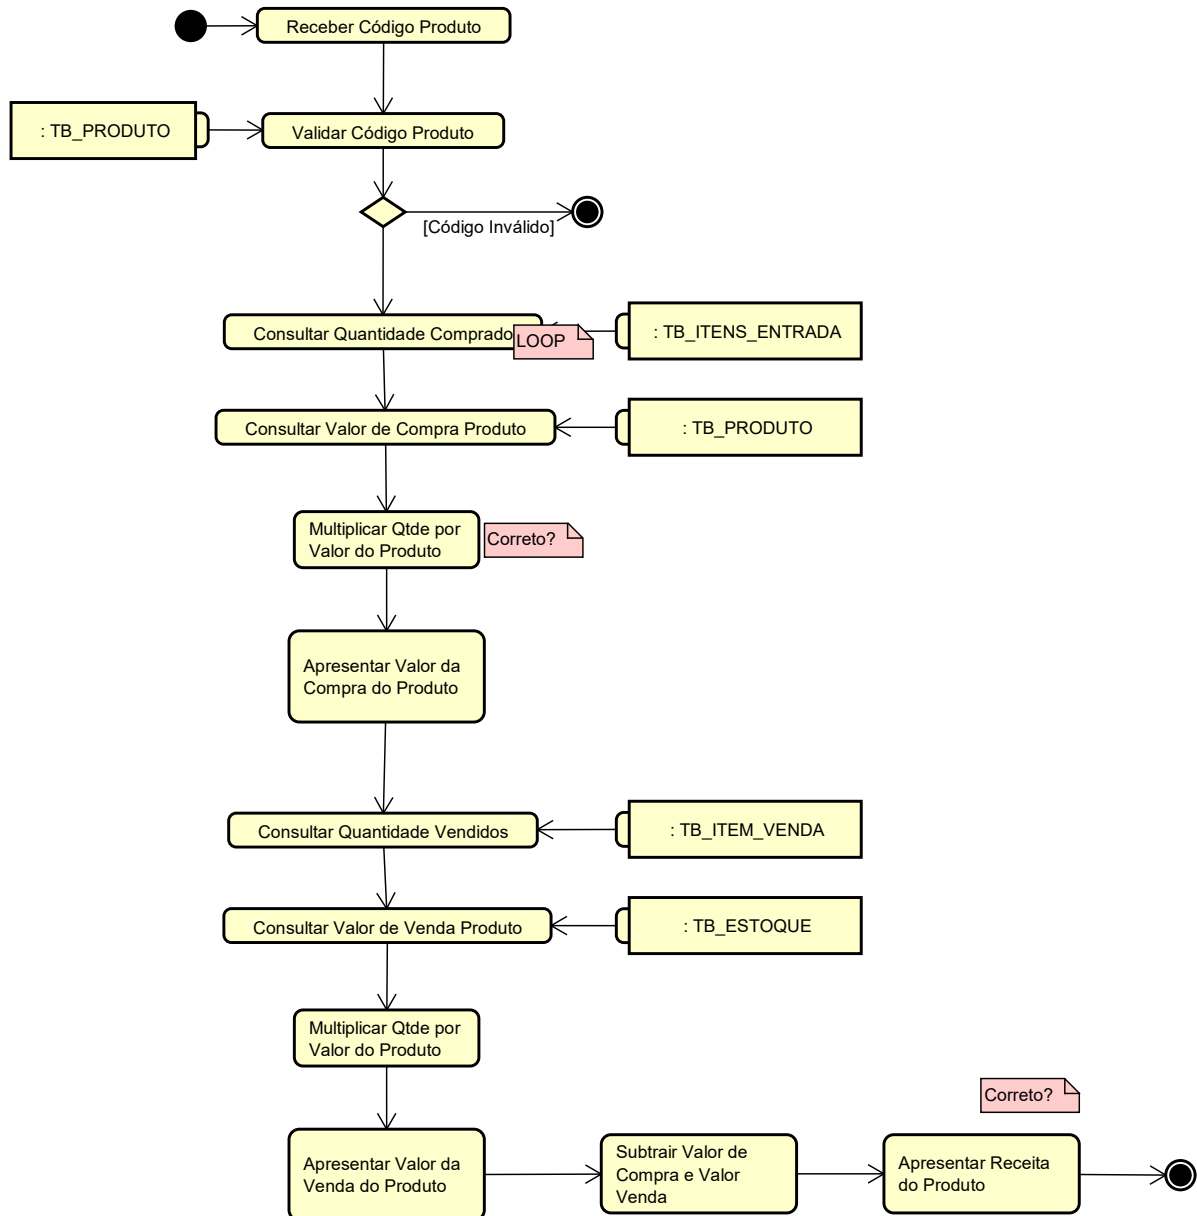 Receber Código Produto
: TB_PRODUTO
Validar Código Produto
[Código Inválido]
Consultar Quantidade Comprado
LOOP
: TB_ITENS_ENTRADA
Consultar Valor de Compra Produto
: TB_PRODUTO
Multiplicar Qtde por
Valor do Produto
Correto?
Apresentar Valor da
Compra do Produto
Consultar Quantidade Vendidos
: TB_ITEM_VENDA
Consultar Valor de Venda Produto
: TB_ESTOQUE
Multiplicar Qtde por
Valor do Produto
Correto?
Apresentar Valor da
Venda do Produto
Subtrair Valor de
Compra e Valor
Venda
Apresentar Receita
do Produto